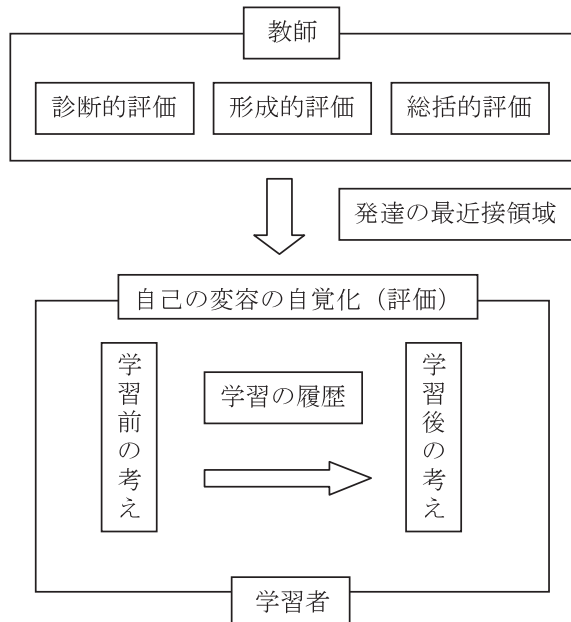 教師
診断的評価
形成的評価
総括的評価
発達の最近接領域
自己の変容の自覚化（評価）
学習前の考え
学習の履歴
学習後の考え
学習者